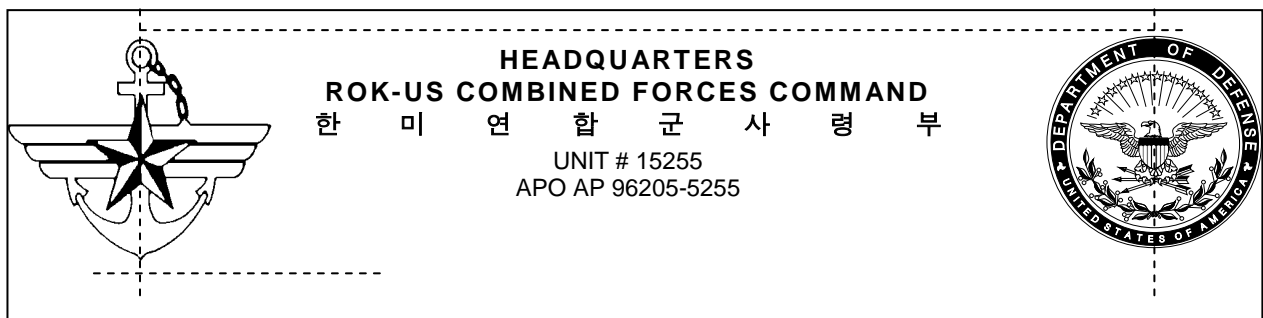 HEADQUARTERS
ROK-US COMBINED FORCES COMMAND
한 미 연 합 군 사 령 부
UNIT # 15255
APO AP 96205-5255
DEPARTMENT OF DEFENSE
UNITED STATES OF AMERICA